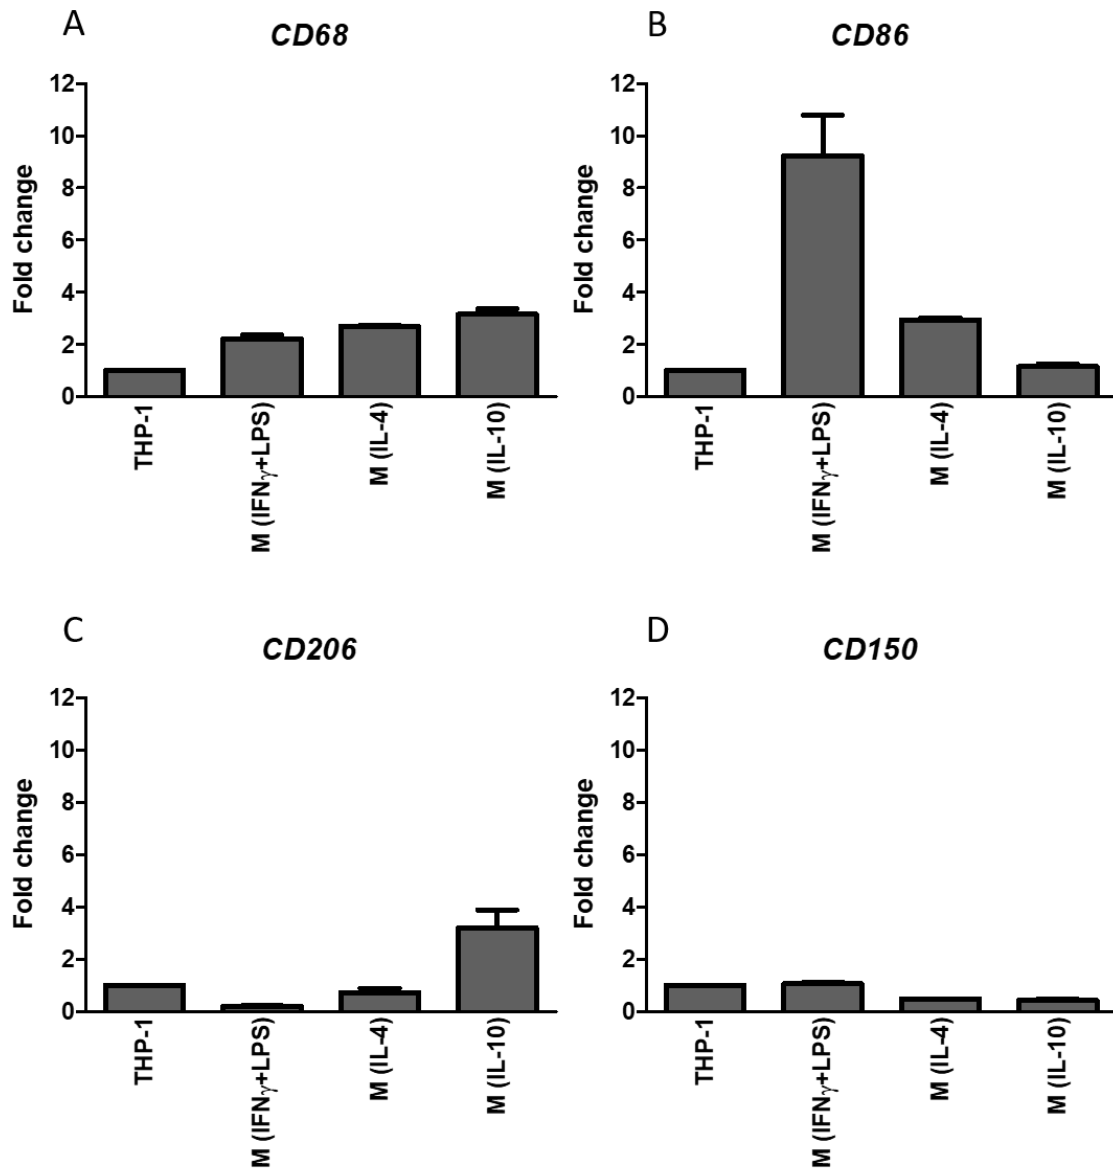 A
CD68
Fold change
12
10
8
6
4
2
0
THP-1
M (IFNγ+LPS)
M (IL-4)
M (IL-10)
B
CD86
Fold change
12
10
8
6
4
2
0
THP-1
M (IFNγ+LPS)
M (IL-4)
M (IL-10)
C
CD206
Fold change
12
10
8
6
4
2
0
THP-1
M (IFNγ+LPS)
M (IL-4)
M (IL-10)
D
CD150
Fold change
12
10
8
6
4
2
0
THP-1
M (IFNγ+LPS)
M (IL-4)
M (IL-10)